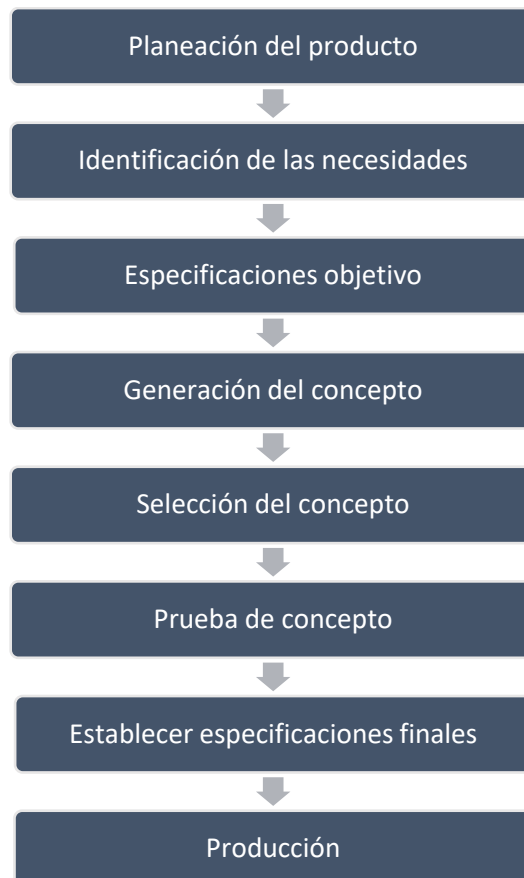 Planeación del producto
Identificación de las necesidades
Especificaciones objetivo
Generación del concepto
Selección del concepto
Prueba de concepto
Establecer especificaciones finales
Producción